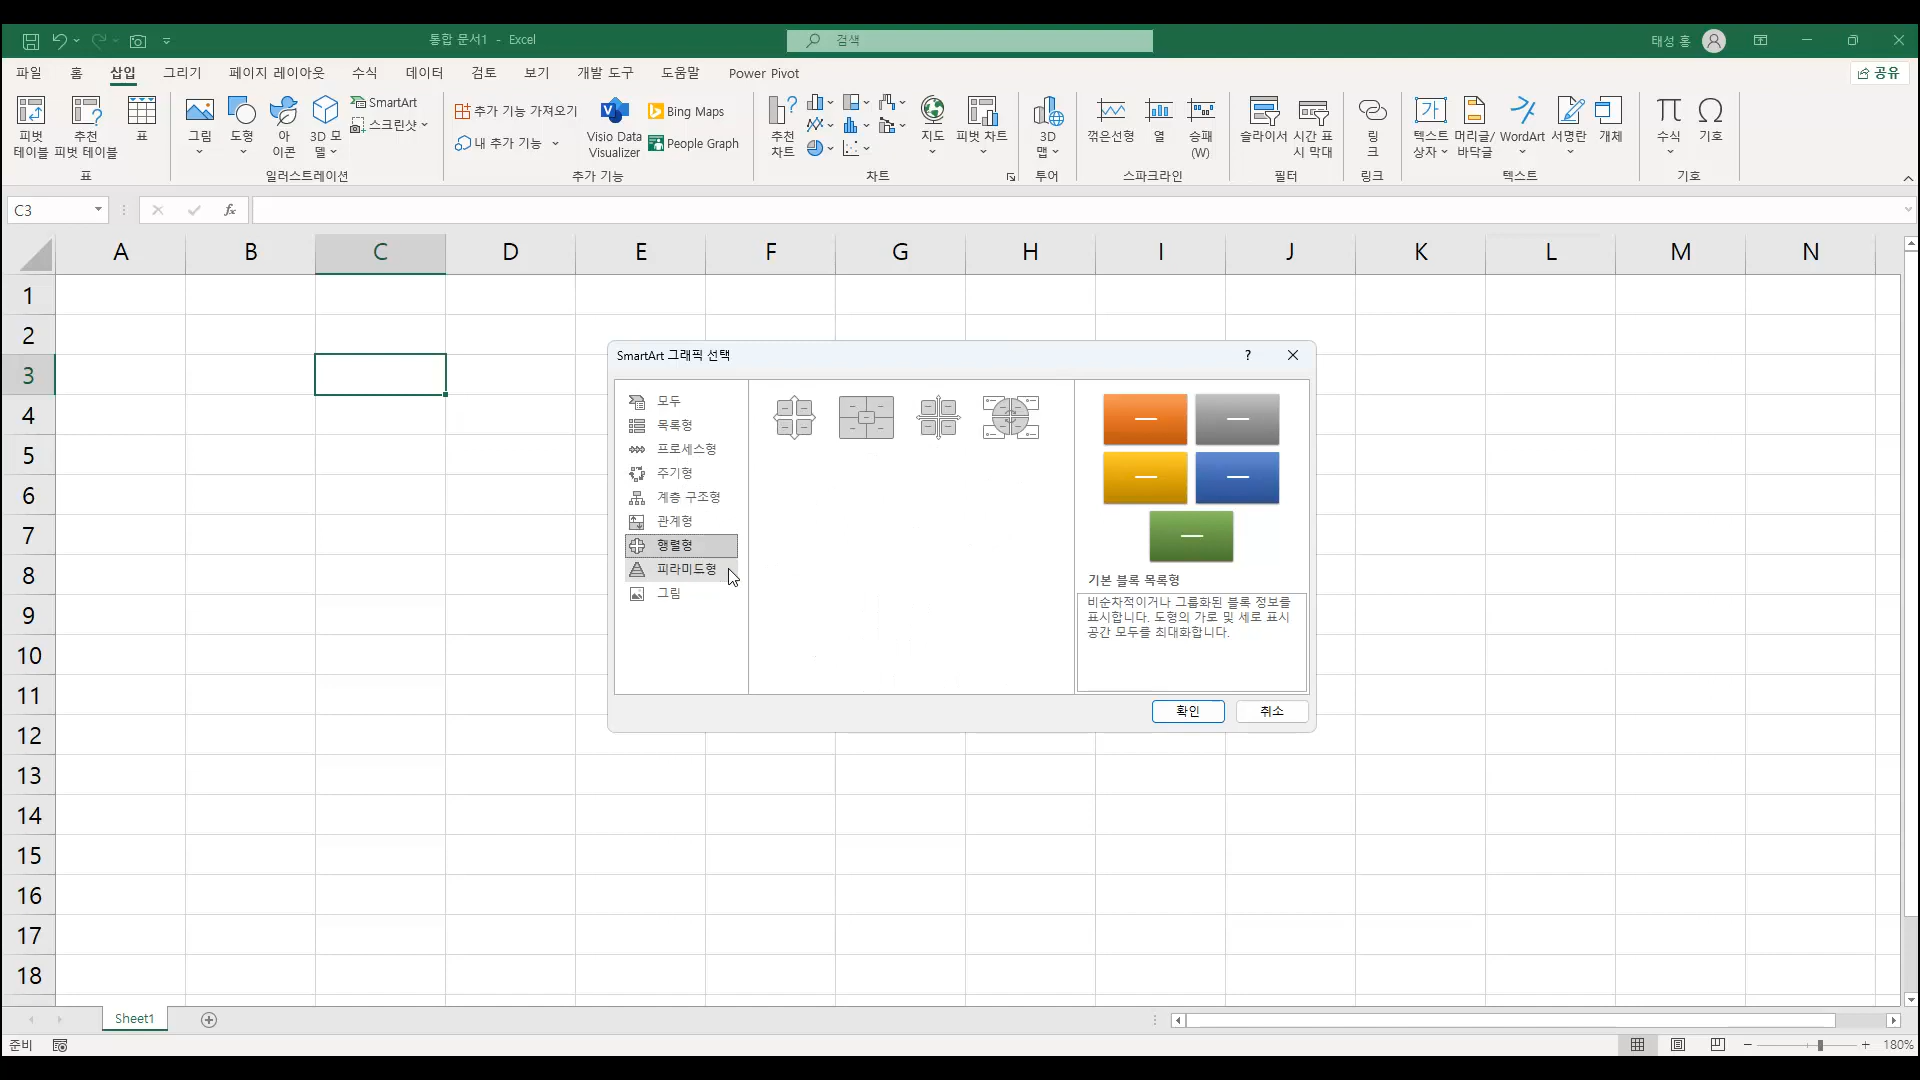 통합 문서1 - Excel
검색
태성 홍
파일 홈 삽입 그리기 페이지 레이아웃 수식 데이터 검토 보기 개발 도구 도움말 Power Pivot
공유
피벗 테이블
추천 피벗 테이블
표
표
그림
도형
아이콘
3D 모델
SmartArt
스크린샷
일러스트레이션
추가 기능 가져오기
내 추가 기능
Visio Data Visualizer
Bing Maps
People Graph
추가 기능
추천 차트
지도
피벗 차트
차트
3D 맵
투어
꺾은선형
열
승패 (W)
스파크라인
슬라이서
시간 표시 막대
필터
링크
링크
텍스트 상자
머리글/바닥글
WordArt
서명란
개체
텍스트
수식
기호
기호
C3
fx
A B C D E F G H I J K L M N
1
2
3
4
5
6
7
8
9
10
11
12
13
14
15
16
17
18
SmartArt 그래픽 선택
?
모두
목록형
프로세스형
주기형
계층 구조형
관계형
행렬형
피라미드형
그림
기본 블록 목록형
비순차적이거나 그룹화된 블록 정보를
표시합니다. 도형의 가로 및 세로 표시
공간 모두를 최대화합니다.
확인
취소
Sheet1
준비
180%